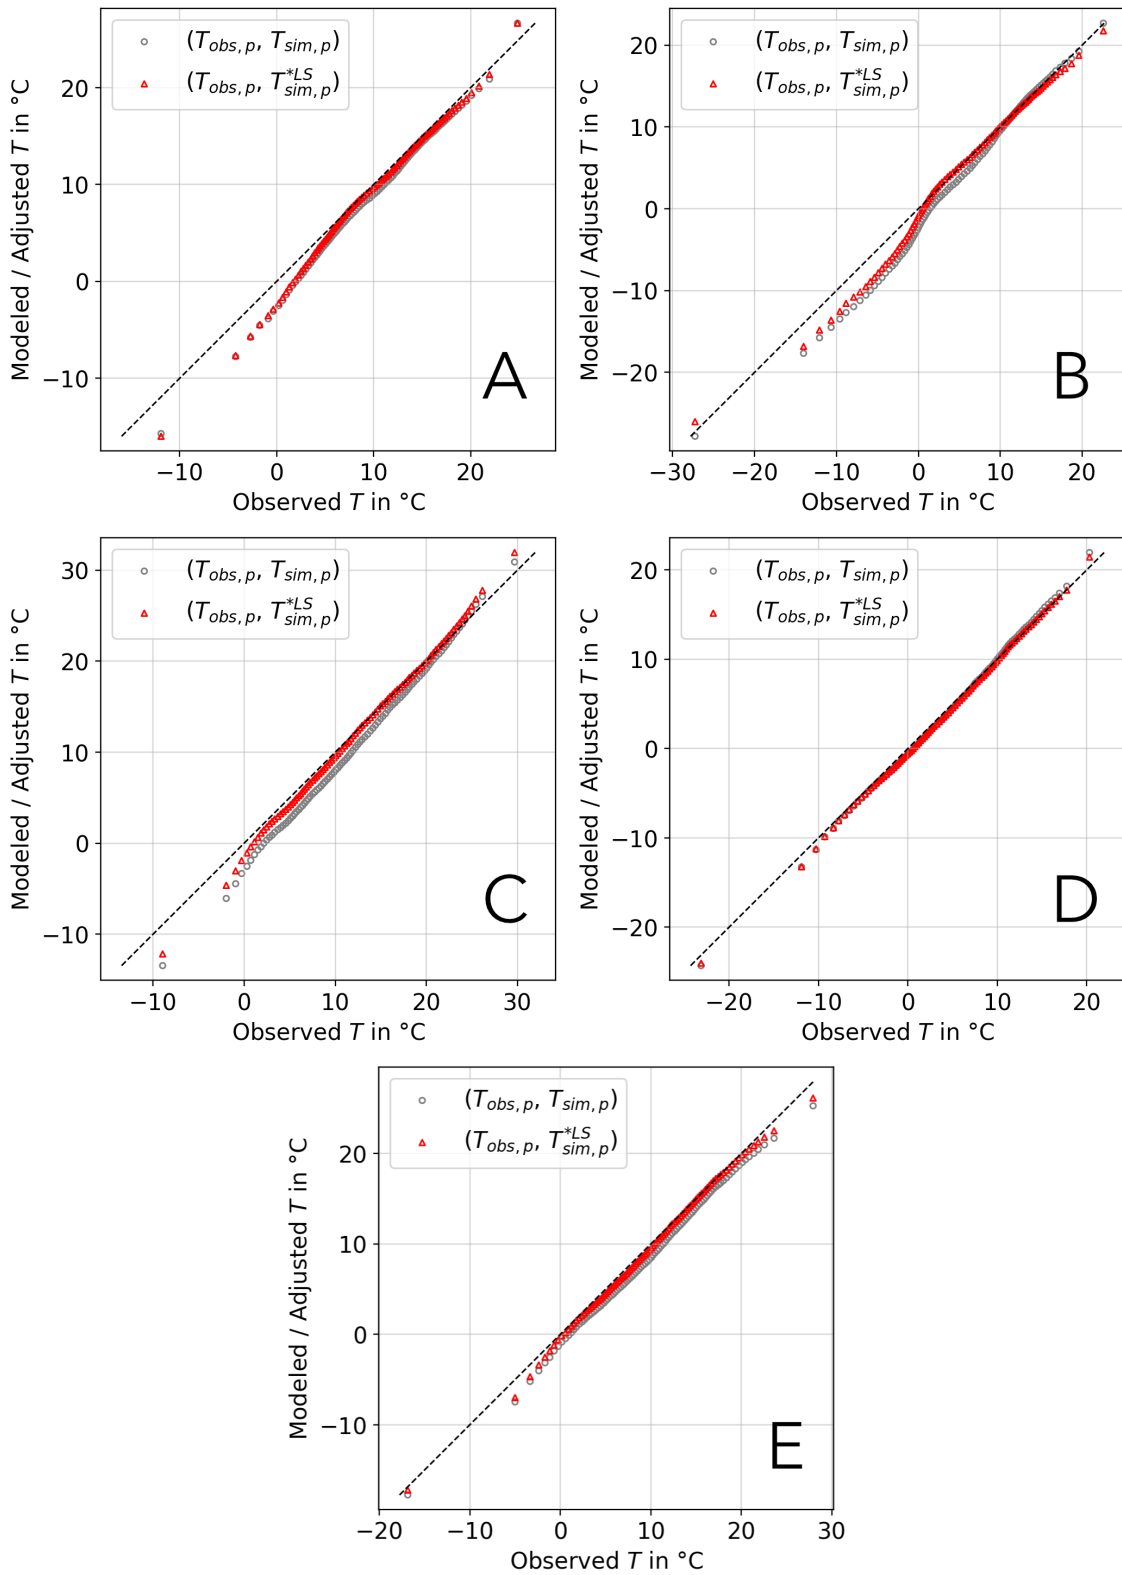 (T_obs,p, T_sim,p)
(T_obs,p, T^*LS_sim,p)
Modeled / Adjusted T in °C
20
10
0
−10
−10 0 10 20
Observed T in °C
A
(T_obs,p, T_sim,p)
(T_obs,p, T^*LS_sim,p)
Modeled / Adjusted T in °C
20
10
0
−10
−20
−30 −20 −10 0 10 20
Observed T in °C
B
(T_obs,p, T_sim,p)
(T_obs,p, T^*LS_sim,p)
Modeled / Adjusted T in °C
30
20
10
0
−10
−10 0 10 20 30
Observed T in °C
C
(T_obs,p, T_sim,p)
(T_obs,p, T^*LS_sim,p)
Modeled / Adjusted T in °C
20
10
0
−10
−20
−20 −10 0 10 20
Observed T in °C
D
(T_obs,p, T_sim,p)
(T_obs,p, T^*LS_sim,p)
Modeled / Adjusted T in °C
20
10
0
−10
−20 −10 0 10 20 30
Observed T in °C
E